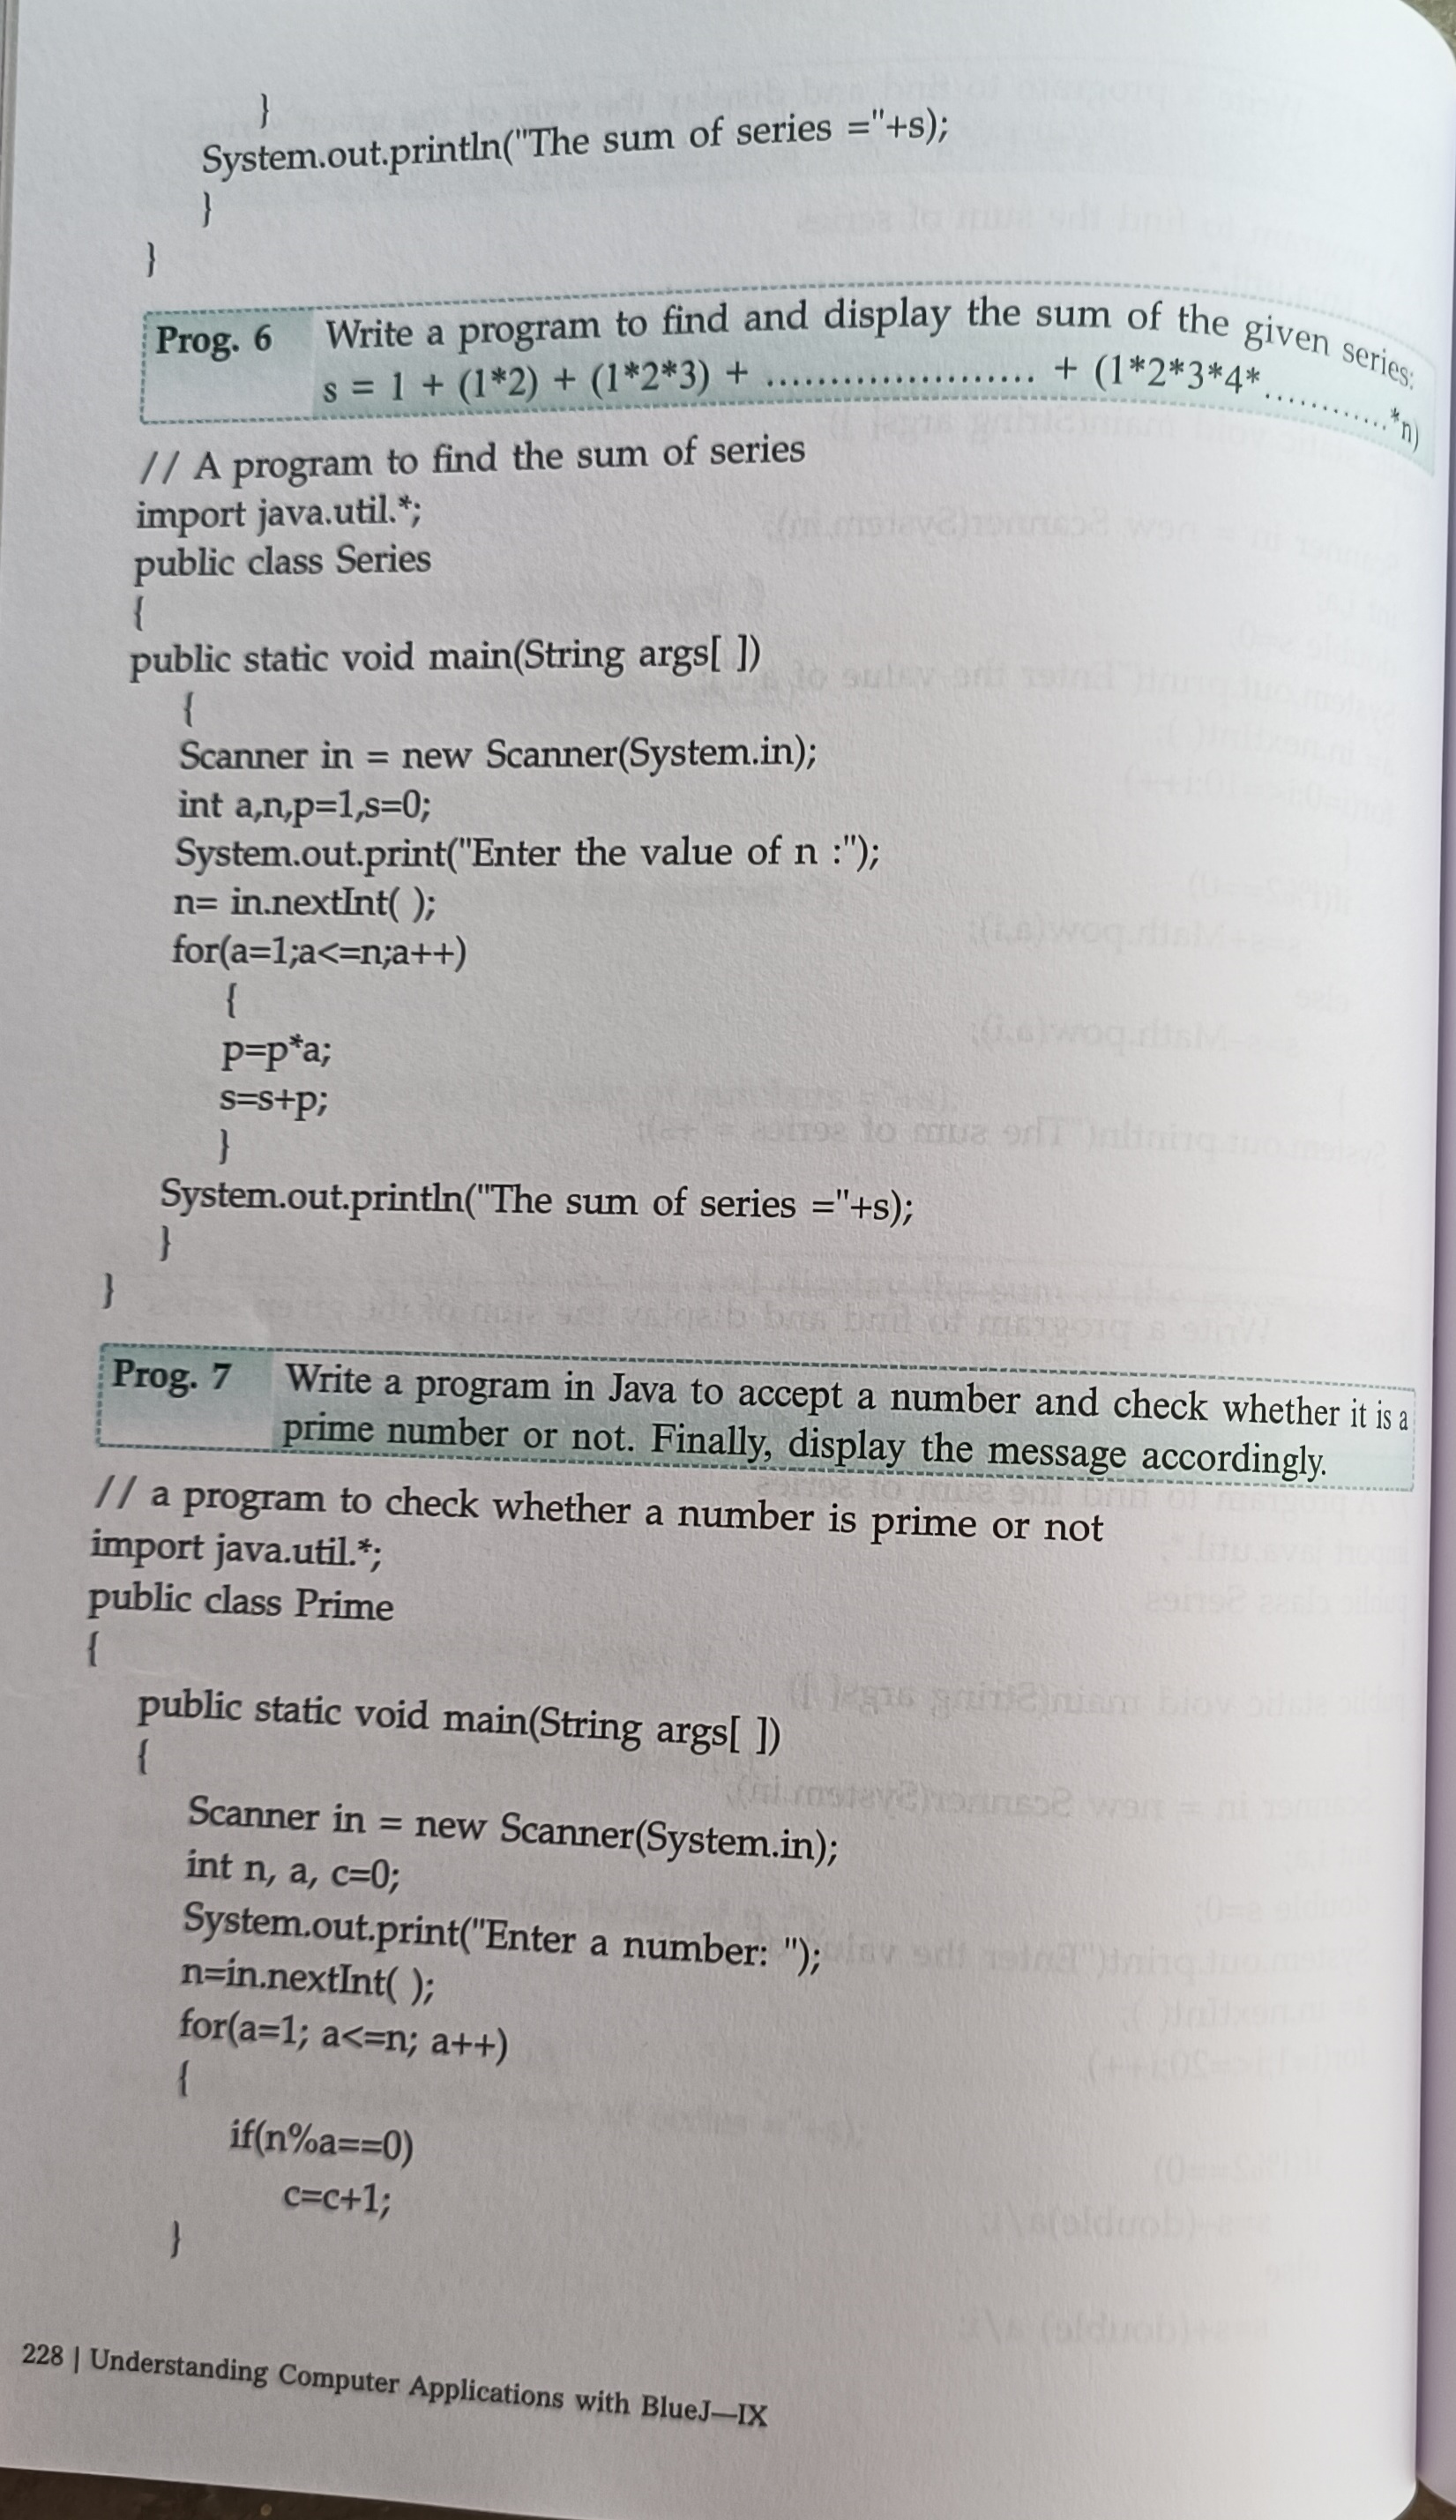 }
System.out.println("The sum of series ="+s);
}
}
Prog. 6 Write a program to find and display the sum of the given series:
s = 1 + (1*2) + (1*2*3) + ...................... + (1*2*3*4*............*n)
// A program to find the sum of series
import java.util.*;
public class Series
{
public static void main(String args[ ])
{
Scanner in = new Scanner(System.in);
int a,n,p=1,s=0;
System.out.print("Enter the value of n :");
n= in.nextInt( );
for(a=1;a<=n;a++)
{
p=p*a;
s=s+p;
}
System.out.println("The sum of series ="+s);
}
}
Prog. 7 Write a program in Java to accept a number and check whether it is a
prime number or not. Finally, display the message accordingly.
// a program to check whether a number is prime or not
import java.util.*;
public class Prime
{
public static void main(String args[ ])
{
Scanner in = new Scanner(System.in);
int n, a, c=0;
System.out.print("Enter a number: ");
n=in.nextInt( );
for(a=1; a<=n; a++)
{
if(n%a==0)
c=c+1;
}
228 | Understanding Computer Applications with BlueJ—IX